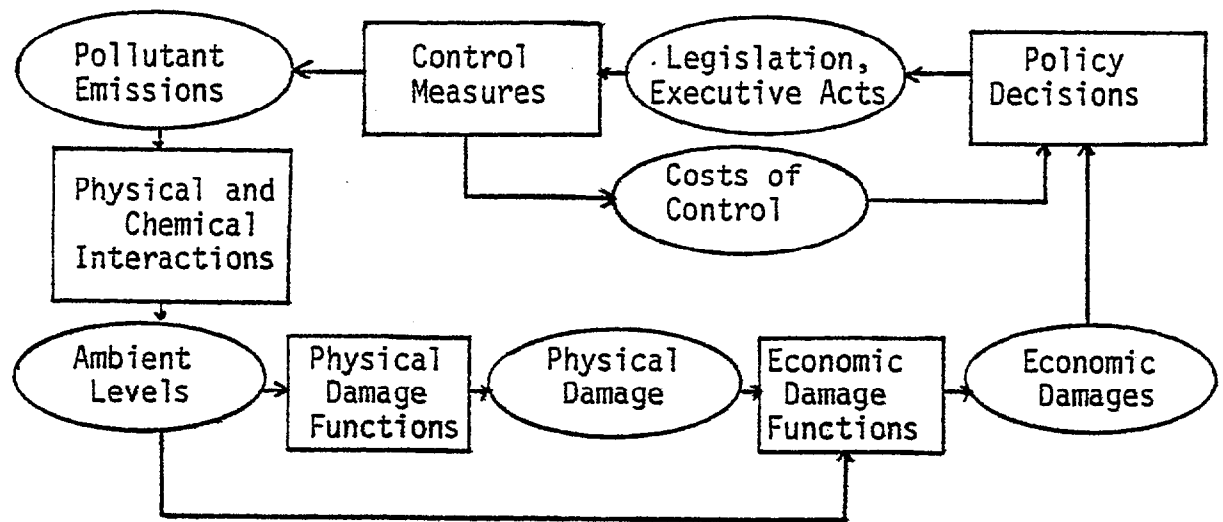 Pollutant
Emissions
Control
Measures
Legislation,
Executive Acts
Policy
Decisions
Physical and
Chemical
Interactions
Costs of
Control
Ambient
Levels
Physical
Damage
Functions
Physical
Damage
Economic
Damage
Functions
Economic
Damages